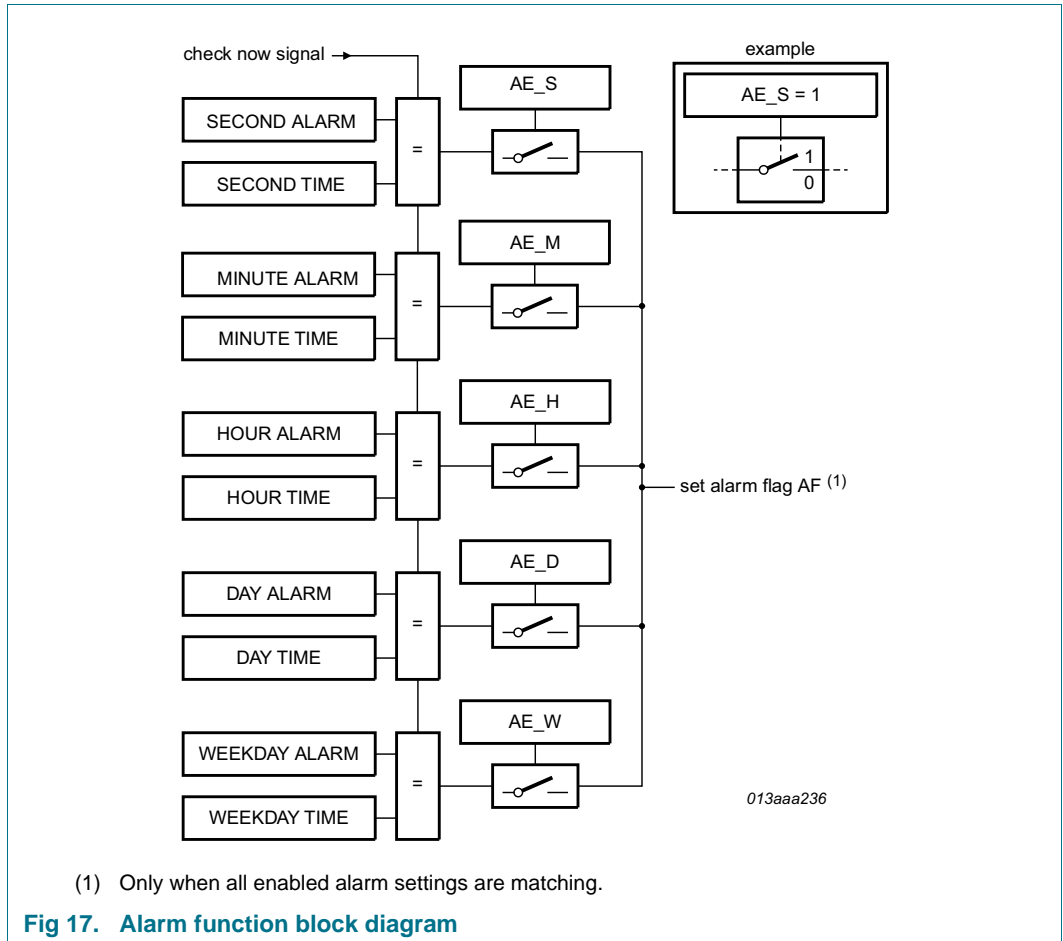 check now signal
example
AE_S
AE_S = 1
SECOND ALARM
=
1
SECOND TIME
0
AE_M
MINUTE ALARM
=
MINUTE TIME
AE_H
HOUR ALARM
=
HOUR TIME
set alarm flag AF (1)
AE_D
DAY ALARM
=
DAY TIME
AE_W
WEEKDAY ALARM
=
WEEKDAY TIME
013aaa236
(1) Only when all enabled alarm settings are matching.
Fig 17. Alarm function block diagram